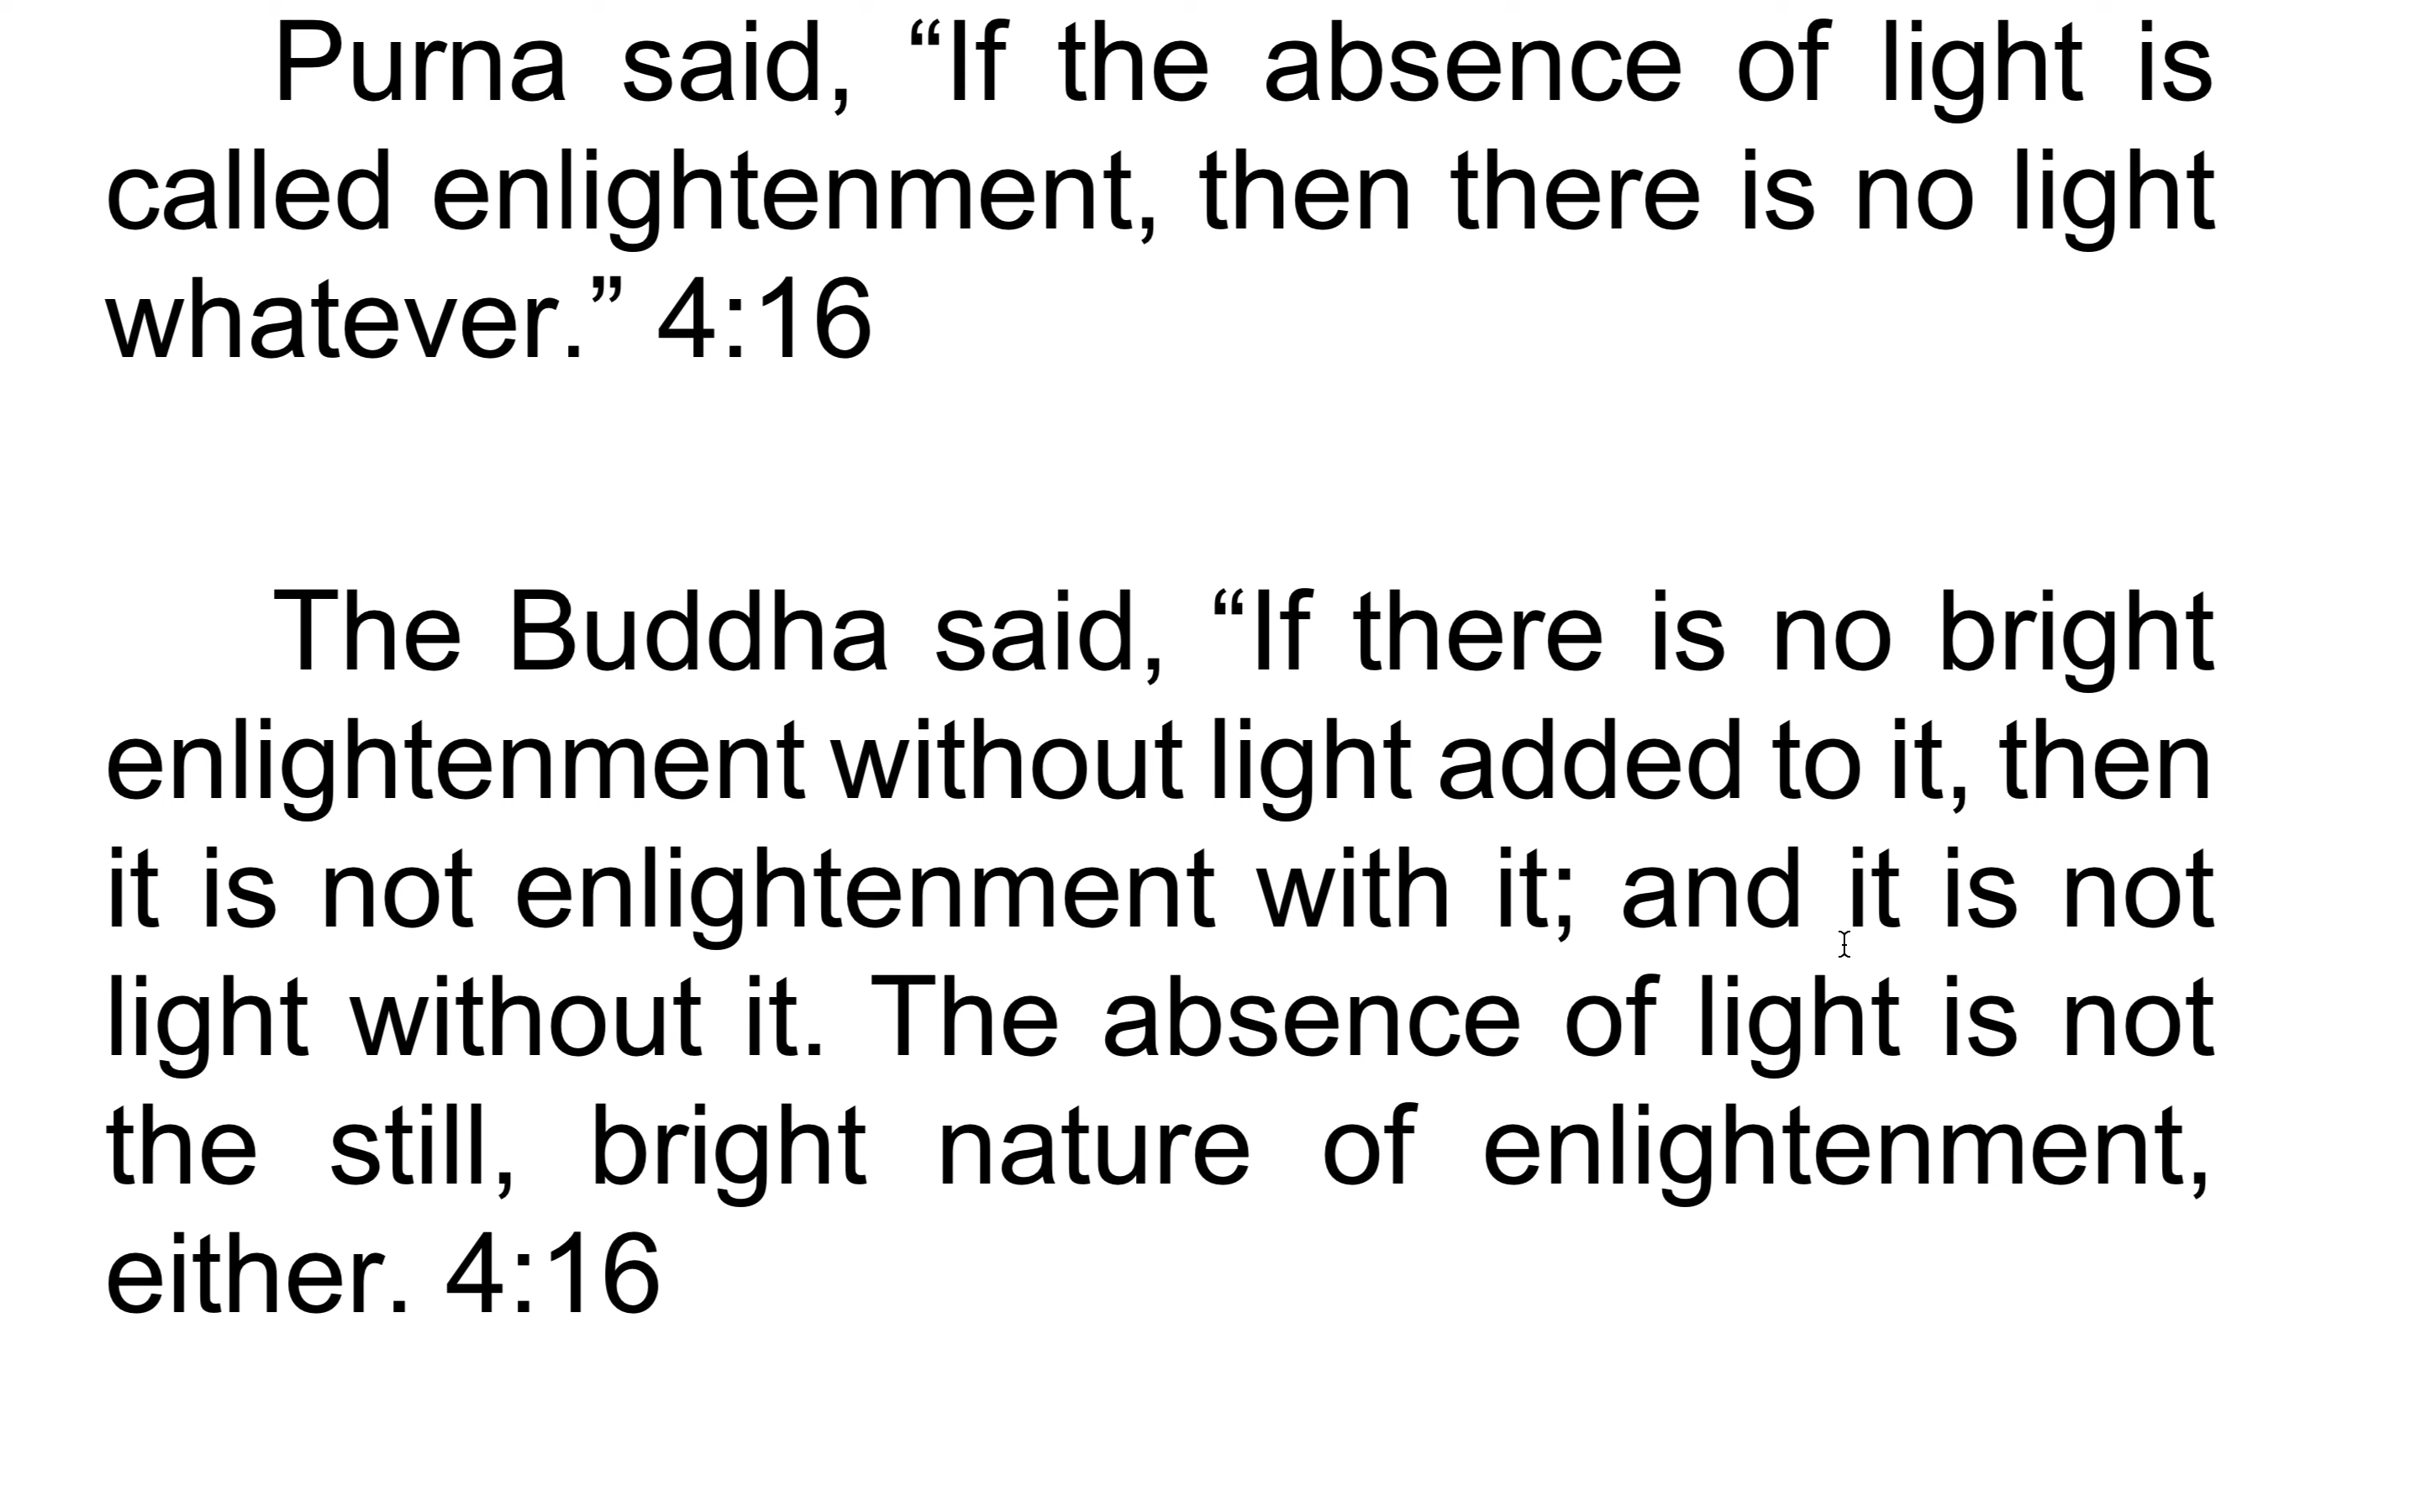 Purna said, “If the absence of light is
called enlightenment, then there is no light
whatever.” 4:16
The Buddha said, “If there is no bright
enlightenment without light added to it, then
it is not enlightenment with it; and it is not
light without it. The absence of light is not
the still, bright nature of enlightenment,
either. 4:16